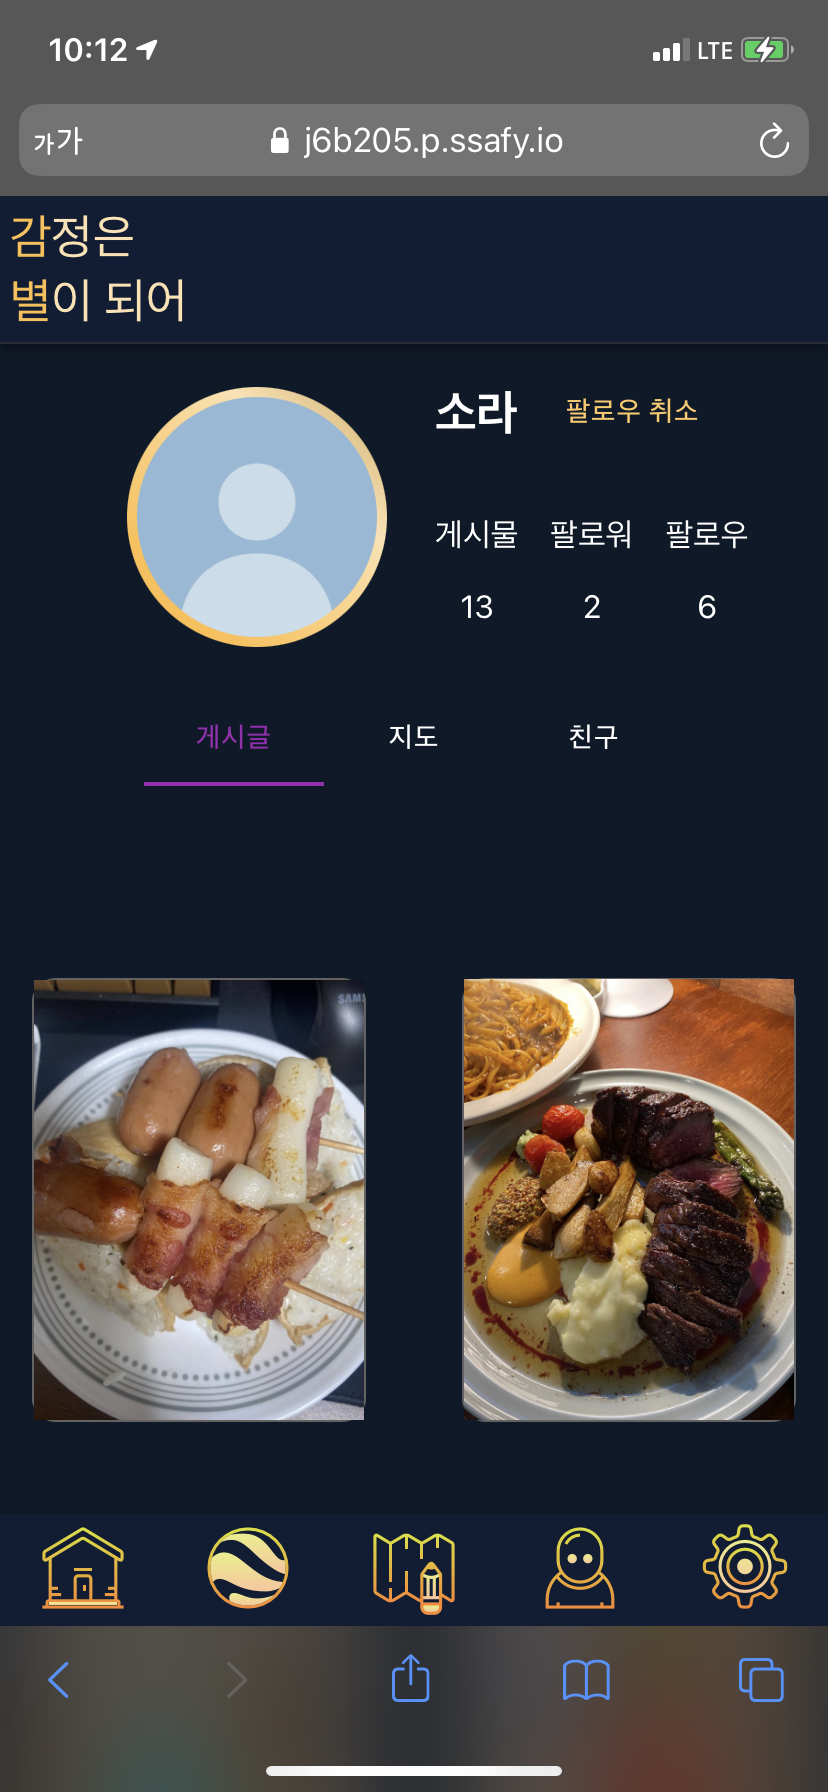 10:12 LTE
가가 j6b205.p.ssafy.io
감정은
별이 되어
소라 팔로우 취소
게시물 팔로워 팔로우
13 2 6
게시글 지도 친구